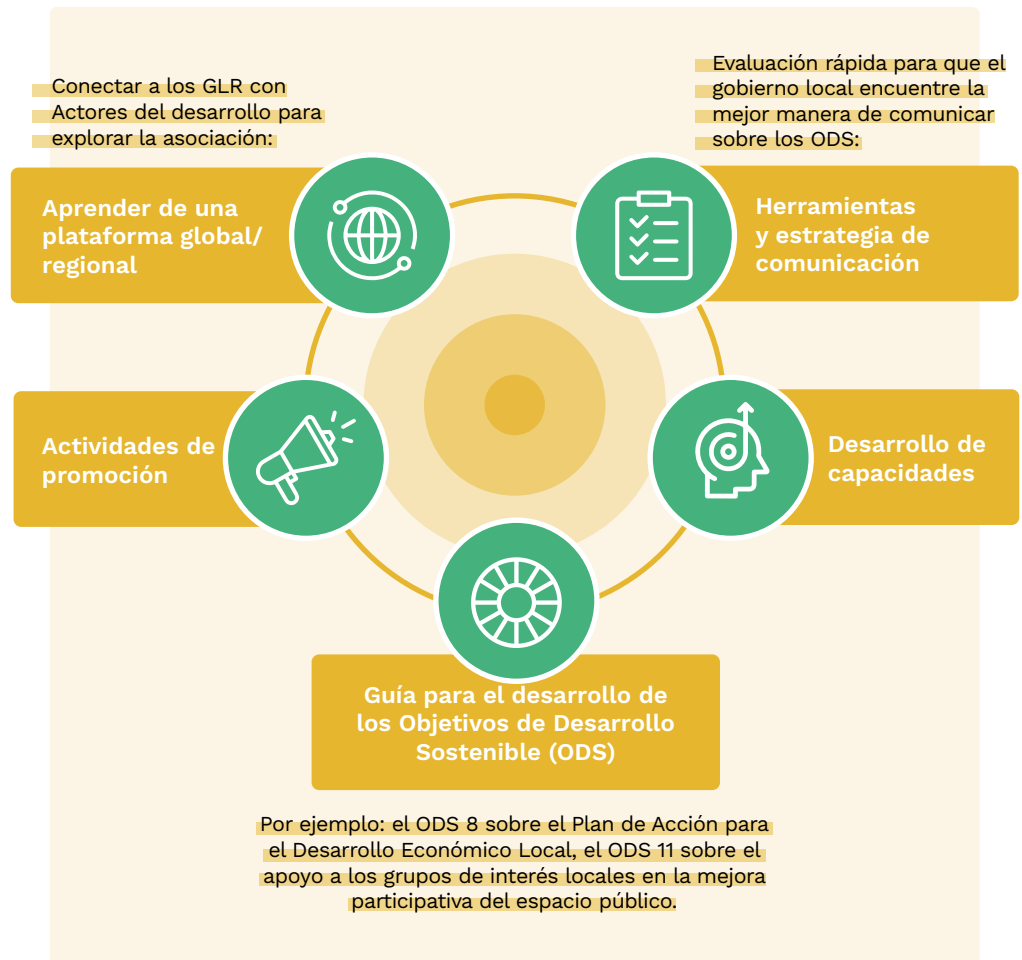 Conectar a los GLR con
Actores del desarrollo para
explorar la asociación:
Aprender de una
plataforma global/
regional
Evaluación rápida para que el
gobierno local encuentre la
mejor manera de comunicar
sobre los ODS:
Herramientas
y estrategia de
comunicación
Actividades de
promoción
Desarrollo de
capacidades
Guía para el desarrollo de
los Objetivos de Desarrollo
Sostenible (ODS)
Por ejemplo: el ODS 8 sobre el Plan de Acción para
el Desarrollo Económico Local, el ODS 11 sobre el
apoyo a los grupos de interés locales en la mejora
participativa del espacio público.